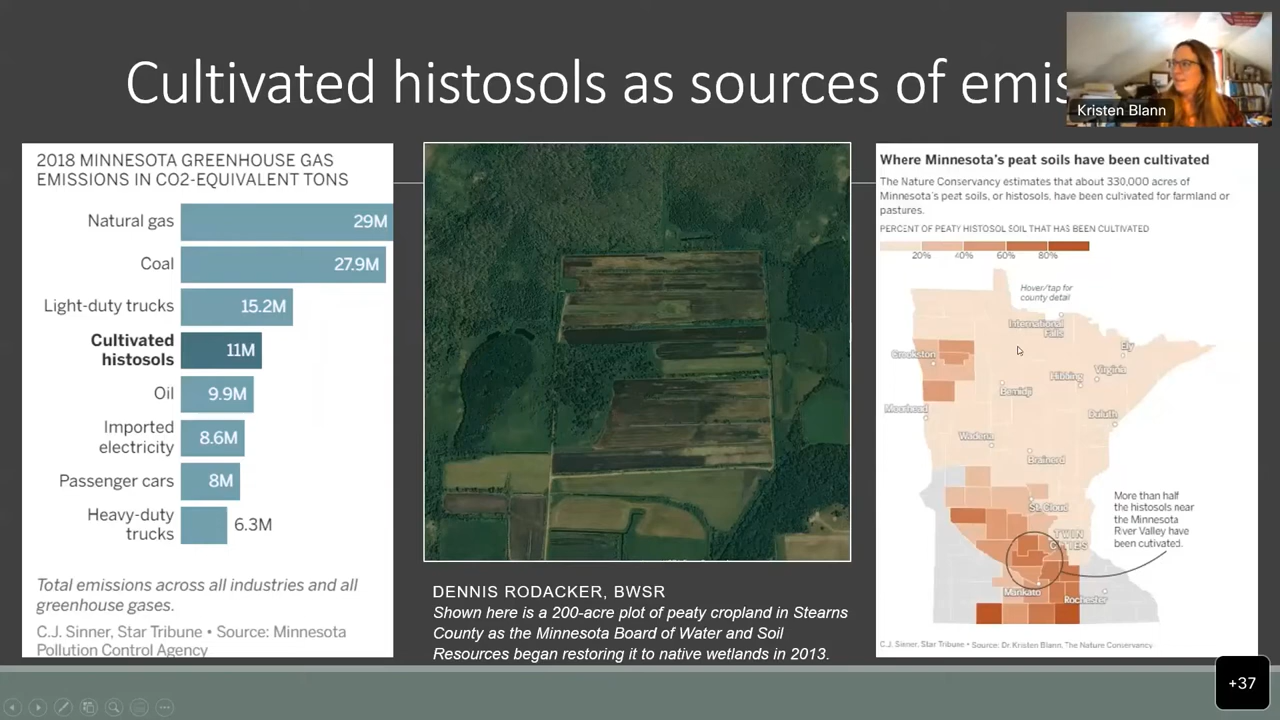 Cultivated histosols as sources of emis
Kristen Blann
2018 MINNESOTA GREENHOUSE GAS
EMISSIONS IN CO2-EQUIVALENT TONS
Natural gas 29M
Coal 27.9M
Light-duty trucks 15.2M
Cultivated
histosols 11M
Oil 9.9M
Imported
electricity 8.6M
Passenger cars 8M
Heavy-duty
trucks 6.3M
Total emissions across all industries and all
greenhouse gases.
C.J. Sinner, Star Tribune • Source: Minnesota
Pollution Control Agency
DENNIS RODACKER, BWSR
Shown here is a 200-acre plot of peaty cropland in Stearns
County as the Minnesota Board of Water and Soil
Resources began restoring it to native wetlands in 2013.
Where Minnesota's peat soils have been cultivated
The Nature Conservancy estimates that about 330,000 acres of
Minnesota's peat soils, or histosols, have been cultivated for farmland or
pastures.
PERCENT OF PEATY HISTOSOL SOIL THAT HAS BEEN CULTIVATED
20% 40% 60% 80%
Hover/tap for
county detail
International
Falls
Crookston
Ely
Virginia
Hibbing
Bemidji
Moorhead
Duluth
Wadena
Brainerd
St. Cloud
More than half
the histosols near
the Minnesota
River Valley have
been cutivated.
TWIN
CITIES
Mankato
Rochester
C.J. Sinner, Star Tribune • Source: Dr. Kristen Blann, The Nature Conservancy
+37